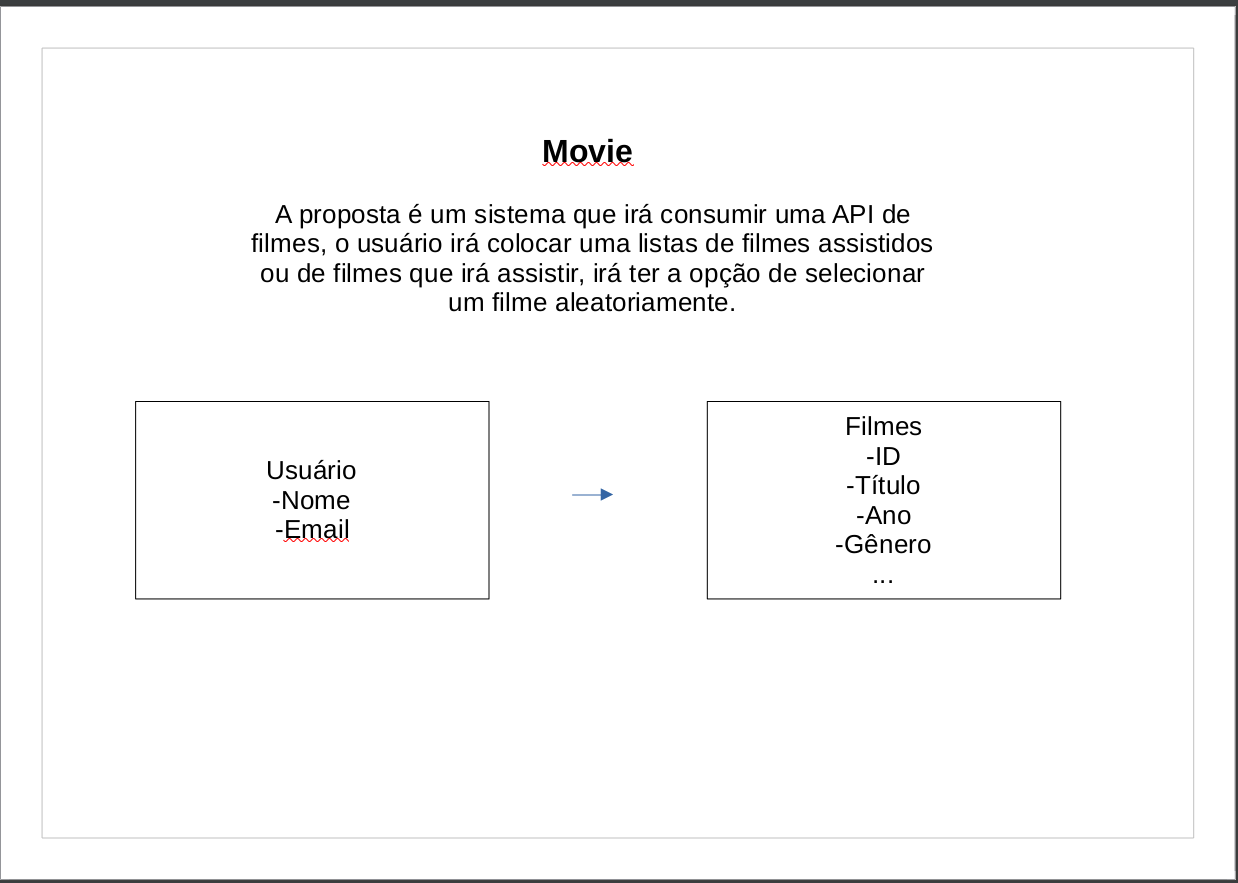 Movie
A proposta é um sistema que irá consumir uma API de
filmes, o usuário irá colocar uma listas de filmes assistidos
ou de filmes que irá assistir, irá ter a opção de selecionar
um filme aleatoriamente.
Usuário
-Nome
-Email
Filmes
-ID
-Título
-Ano
-Gênero
...